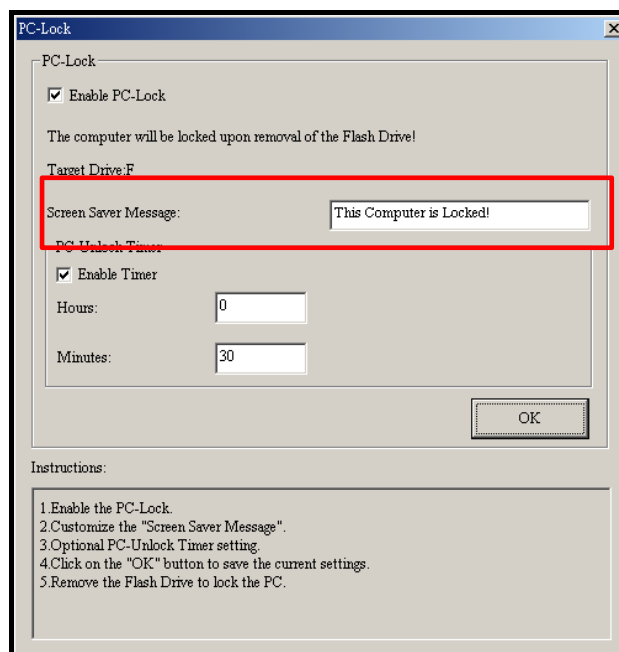 PC-Lock
PC-Lock
Enable PC-Lock
The computer will be locked upon removal of the Flash Drive!
Target Drive:F
Screen Saver Message: This Computer is Locked!
PC-Unlock Timer
Enable Timer
Hours: 0
Minutes: 30
OK
Instructions:
1.Enable the PC-Lock.
2.Customize the "Screen Saver Message".
3.Optional PC-Unlock Timer setting.
4.Click on the "OK" button to save the current settings.
5.Remove the Flash Drive to lock the PC.